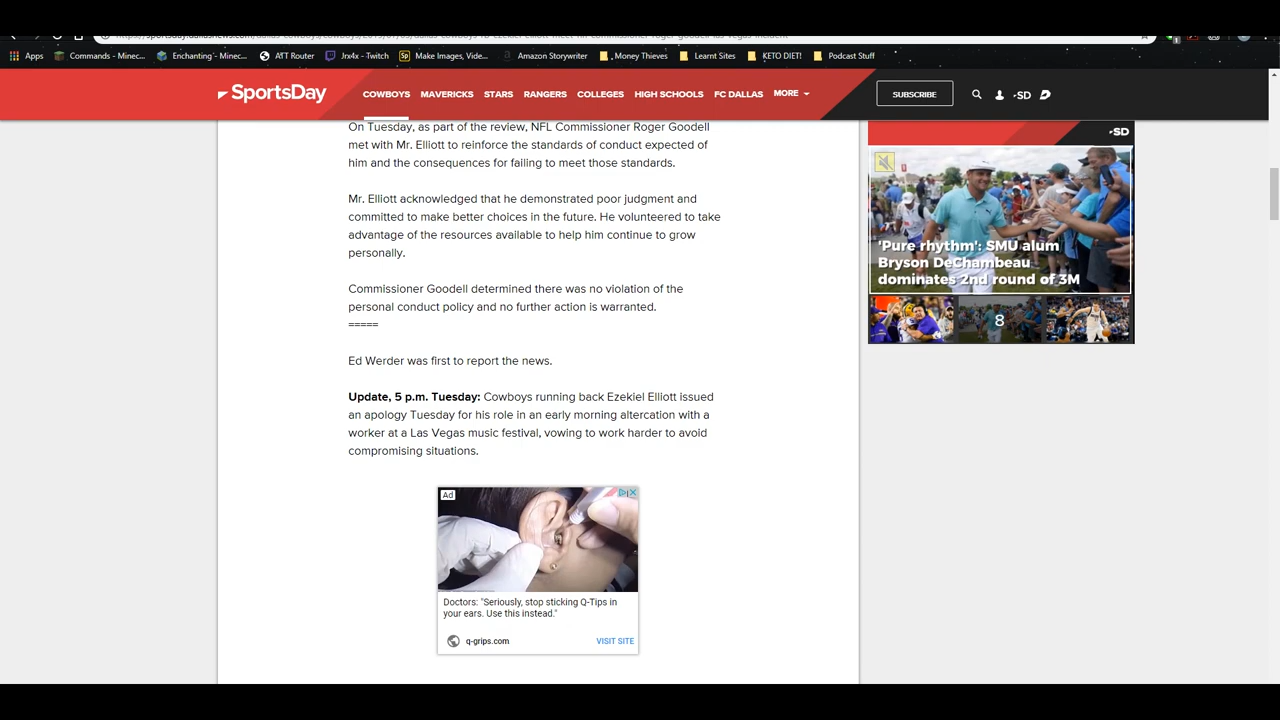 Apps
Commands - Minec...
Enchanting - Minec...
ATT Router
Jrx4x - Twitch
Make Images, Vide...
Amazon Storywriter
Money Thieves
Learnt Sites
KETO DIET!
Podcast Stuff
SportsDay
COWBOYS
MAVERICKS
STARS
RANGERS
COLLEGES
HIGH SCHOOLS
FC DALLAS
MORE
SUBSCRIBE
SD
On Tuesday, as part of the review, NFL Commissioner Roger Goodell
met with Mr. Elliott to reinforce the standards of conduct expected of
him and the consequences for failing to meet those standards.
Mr. Elliott acknowledged that he demonstrated poor judgment and
committed to make better choices in the future. He volunteered to take
advantage of the resources available to help him continue to grow
personally.
Commissioner Goodell determined there was no violation of the
personal conduct policy and no further action is warranted.
=====
Ed Werder was first to report the news.
Update, 5 p.m. Tuesday: Cowboys running back Ezekiel Elliott issued
an apology Tuesday for his role in an early morning altercation with a
worker at a Las Vegas music festival, vowing to work harder to avoid
compromising situations.
Ad
Doctors: "Seriously, stop sticking Q-Tips in
your ears. Use this instead."
q-grips.com
VISIT SITE
SD
'Pure rhythm': SMU alum
Bryson DeChambeau
dominates 2nd round of 3M
8